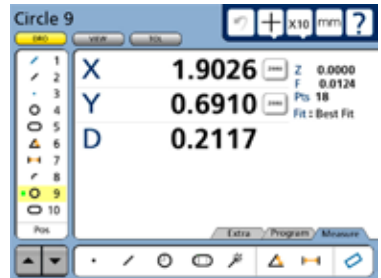 Circle 9
X10 mm ?
DRO VIEW TOL
1
2
3
4
5
6
7
8
9
10
Pos
X 1.9026
Y 0.6910
D 0.2117
Z 0.0000
F 0.0124
Pts 18
Fit : Best Fit
Extra Program Measure